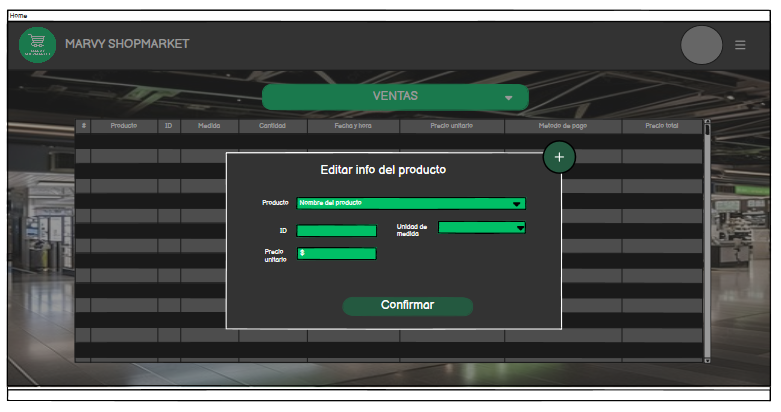 Home
MARVY SHOPMARKET
VENTAS
# Producto ID Medida Cantidad Fecha y hora Precio unitario Metodo de pago Precio total
+
Editar info del producto
Producto Nombre del producto
ID
Unidad de
medida
Precio
unitario
$
Confirmar